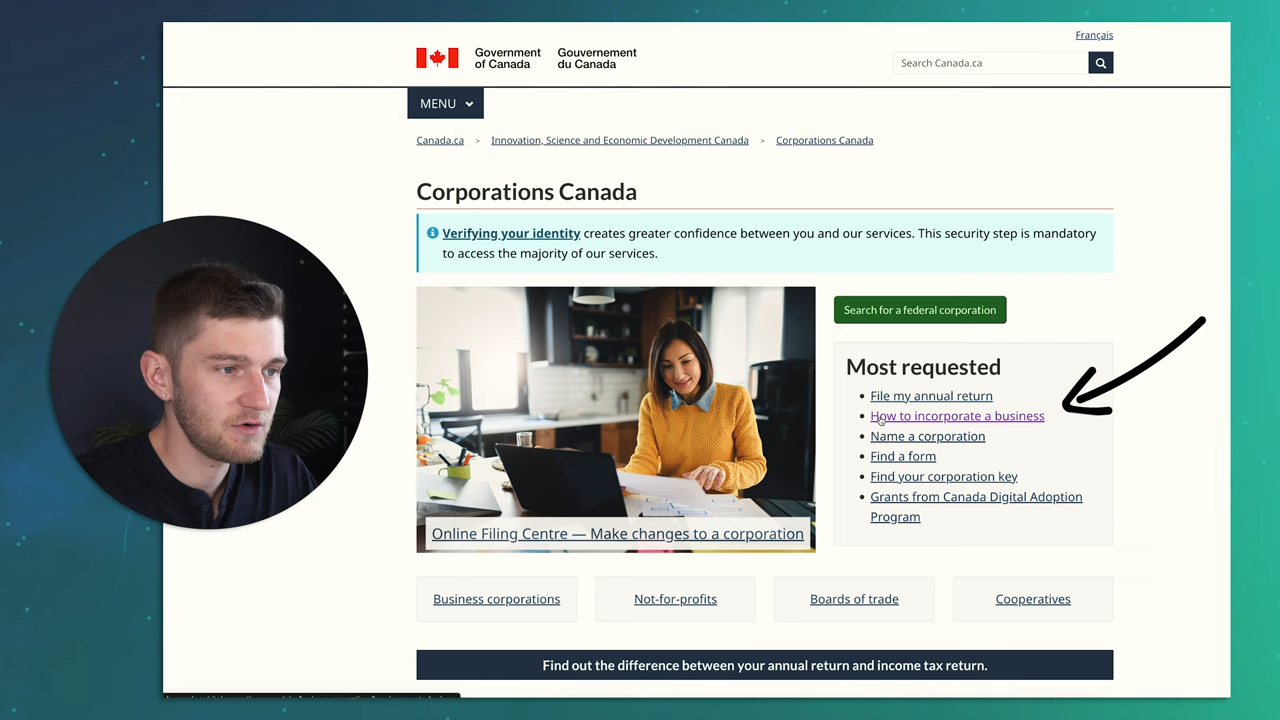 Français
Government
of Canada
Gouvernement
du Canada
Search Canada.ca
MENU
Canada.ca > Innovation, Science and Economic Development Canada > Corporations Canada
Corporations Canada
Verifying your identity creates greater confidence between you and our services. This security step is mandatory
to access the majority of our services.
Search for a federal corporation
Most requested
File my annual return
How to incorporate a business
Name a corporation
Find a form
Find your corporation key
Grants from Canada Digital Adoption
Program
Online Filing Centre — Make changes to a corporation
Business corporations
Not-for-profits
Boards of trade
Cooperatives
Find out the difference between your annual return and income tax return.